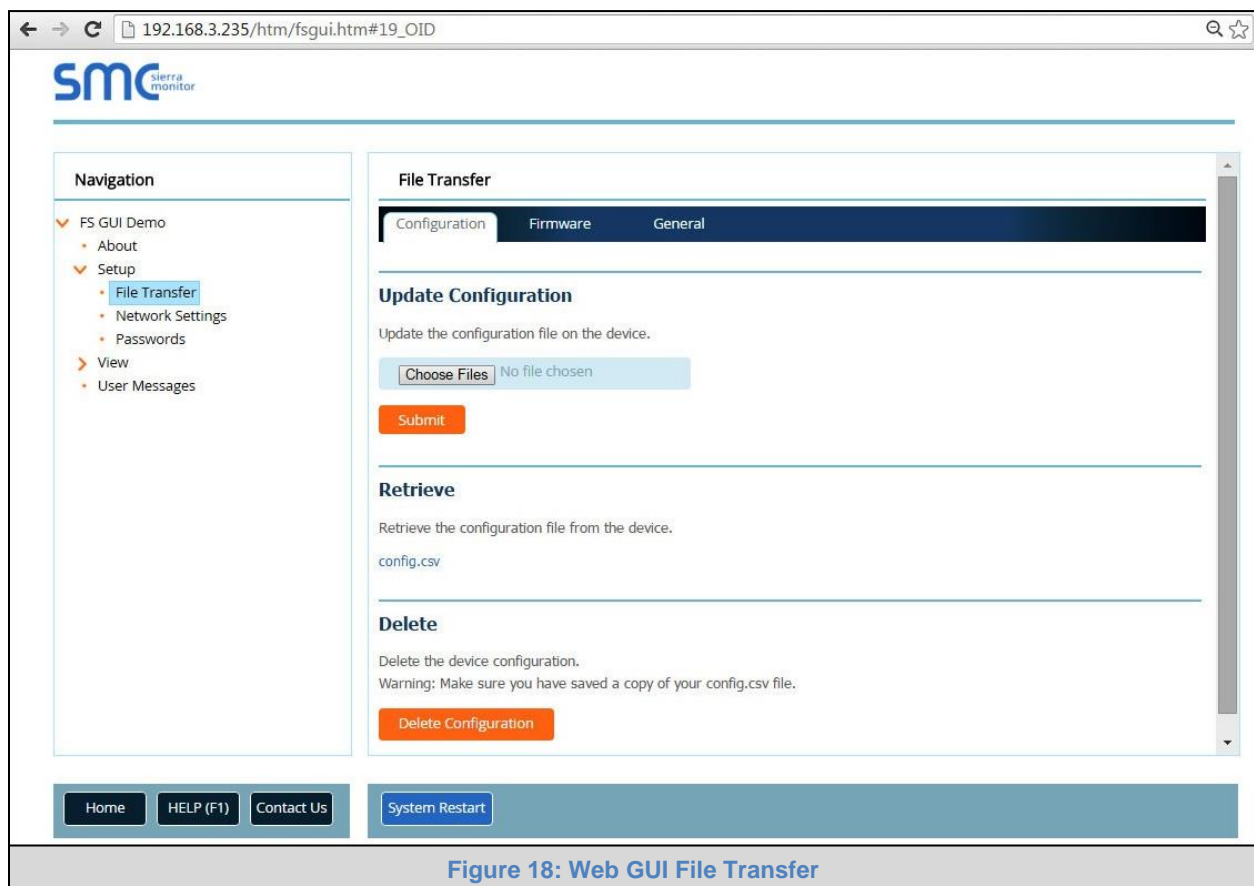 192.168.3.235/htm/fsgui.htm#19_OID
SMC sierra monitor
Navigation
FS GUI Demo
About
Setup
File Transfer
Network Settings
Passwords
View
User Messages
File Transfer
Configuration Firmware General
Update Configuration
Update the configuration file on the device.
Choose Files No file chosen
Submit
Retrieve
Retrieve the configuration file from the device.
config.csv
Delete
Delete the device configuration.
Warning: Make sure you have saved a copy of your config.csv file.
Delete Configuration
Home HELP (F1) Contact Us System Restart
Figure 18: Web GUI File Transfer